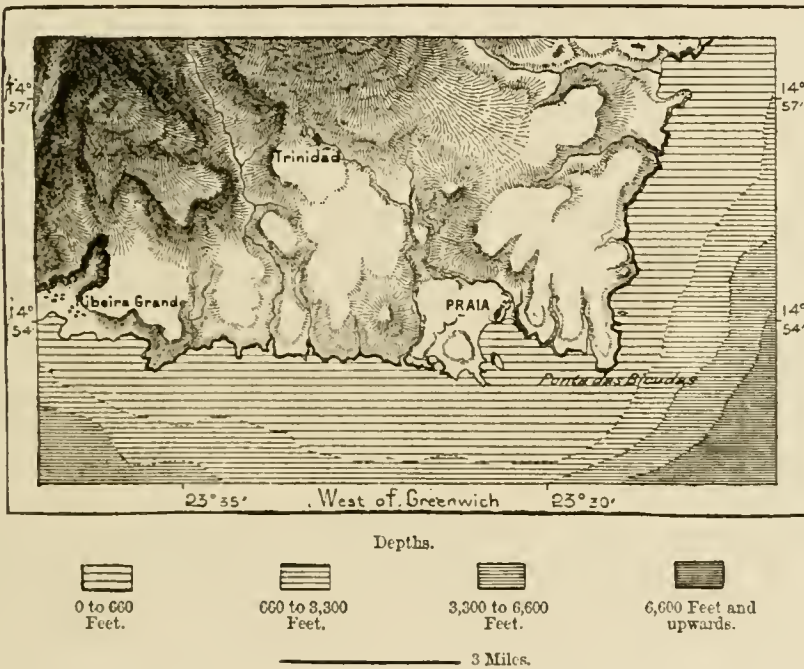 14°
57'
14°
57'
Trinidad
Ribeira Grande
PRAIA
14°
54'
14°
54'
Ponta das Bicudas
23°35'
West of Greenwich
23°30'
Depths.
0 to 660
Feet.
660 to 3,300
Feet.
3,300 to 6,600
Feet.
6,600 Feet and
upwards.
3 Miles.